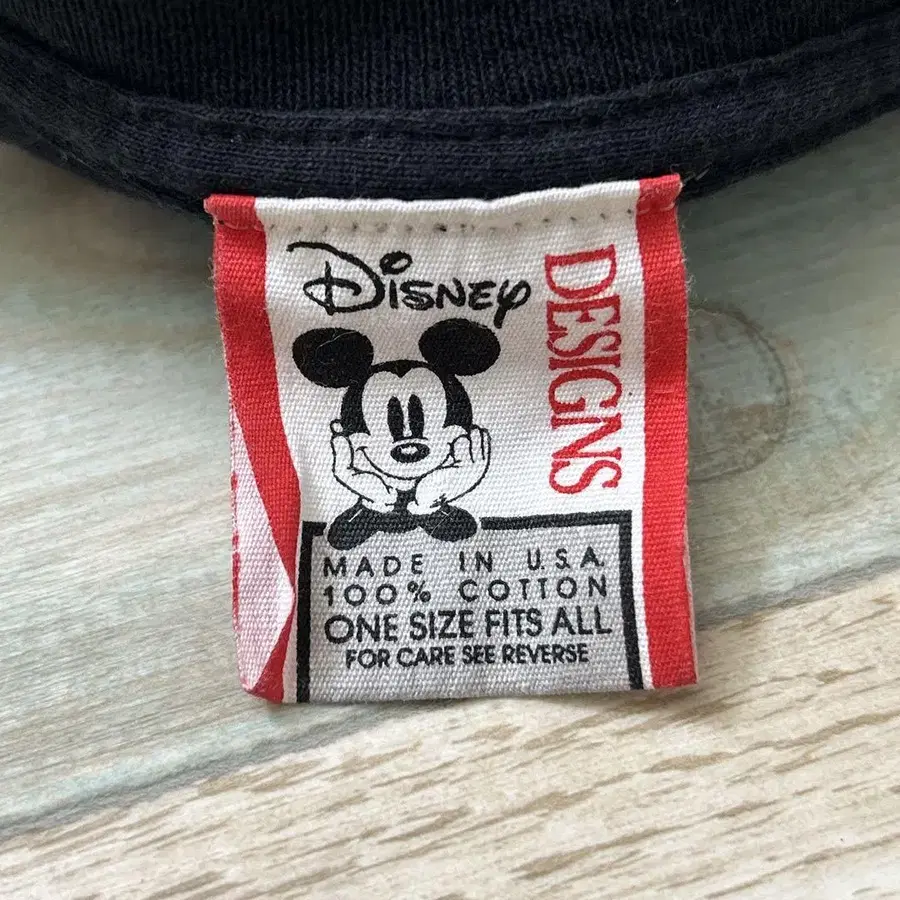 Disney
DESIGNS
MADE IN U.S.A.
100% COTTON
ONE SIZE FITS ALL
FOR CARE SEE REVERSE